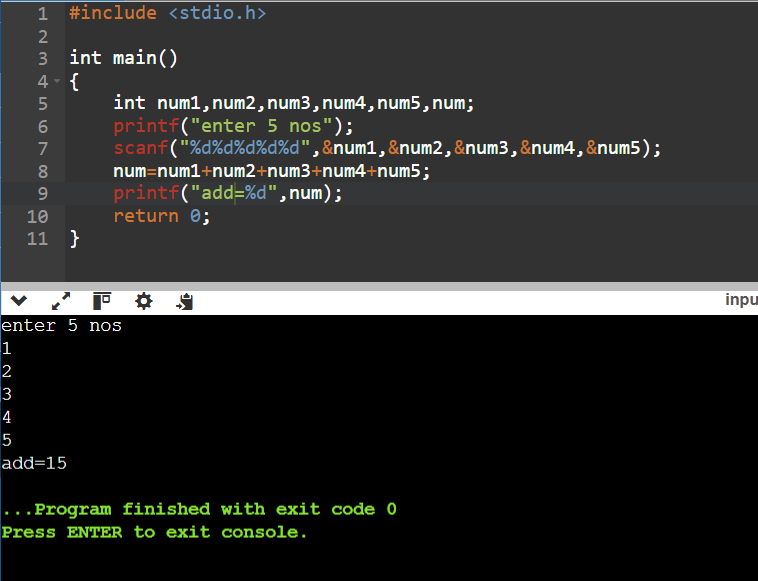 1 #include <stdio.h>
2
3 int main()
4 {
5     int num1,num2,num3,num4,num5,num;
6     printf("enter 5 nos");
7     scanf("%d%d%d%d%d",&num1,&num2,&num3,&num4,&num5);
8     num=num1+num2+num3+num4+num5;
9     printf("add=%d",num);
10     return 0;
11 }
inpu
enter 5 nos
1
2
3
4
5
add=15
...Program finished with exit code 0
Press ENTER to exit console.